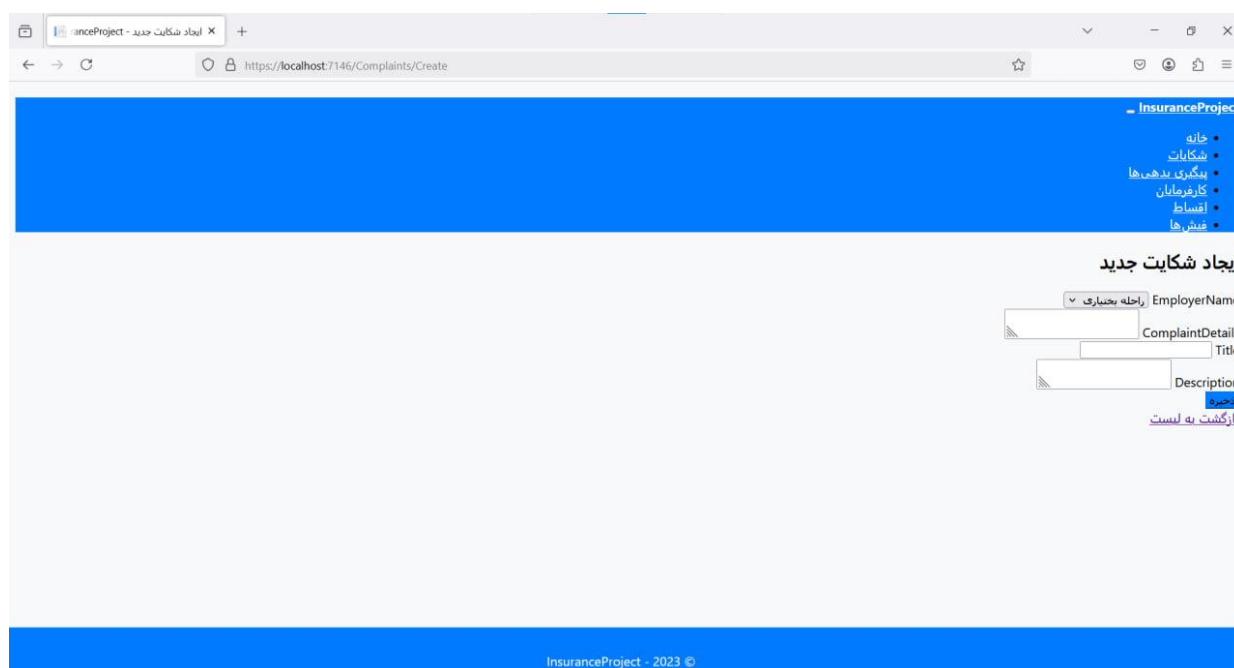 ایجاد شکایت جدید - anceProject
https://localhost:7146/Complaints/Create
InsuranceProjec
خانه
شکایات
پیگیری بدهی‌ها
کارفرمایان
اقساط
فیش‌ها
یجاد شکایت جدید
EmployerNam راحله بختیاری
ComplaintDetail
Titl
Descriptio
ذخیره
ازگشت به لیست
InsuranceProject - 2023 ©